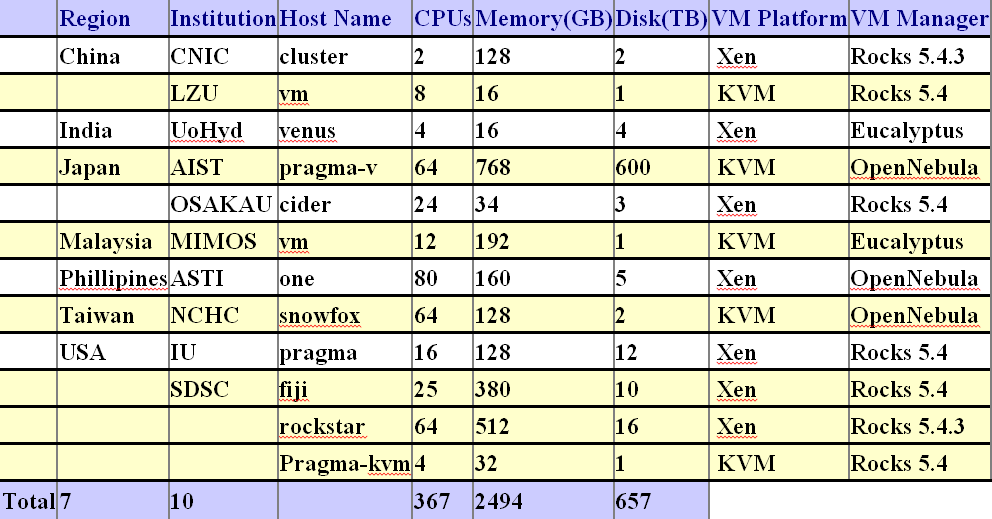 Region Institution Host Name CPUs Memory(GB) Disk(TB) VM Platform VM Manager
China CNIC cluster 2 128 2 Xen Rocks 5.4.3
LZU vm 8 16 1 KVM Rocks 5.4
India UoHyd venus 4 16 4 Xen Eucalyptus
Japan AIST pragma-v 64 768 600 KVM OpenNebula
OSAKAU cider 24 34 3 Xen Rocks 5.4
Malaysia MIMOS vm 12 192 1 KVM Eucalyptus
Phillipines ASTI one 80 160 5 Xen OpenNebula
Taiwan NCHC snowfox 64 128 2 KVM OpenNebula
USA IU pragma 16 128 12 Xen Rocks 5.4
SDSC fiji 25 380 10 Xen Rocks 5.4
rockstar 64 512 16 Xen Rocks 5.4.3
Pragma-kvm 4 32 1 KVM Rocks 5.4
Total 7 10 367 2494 657